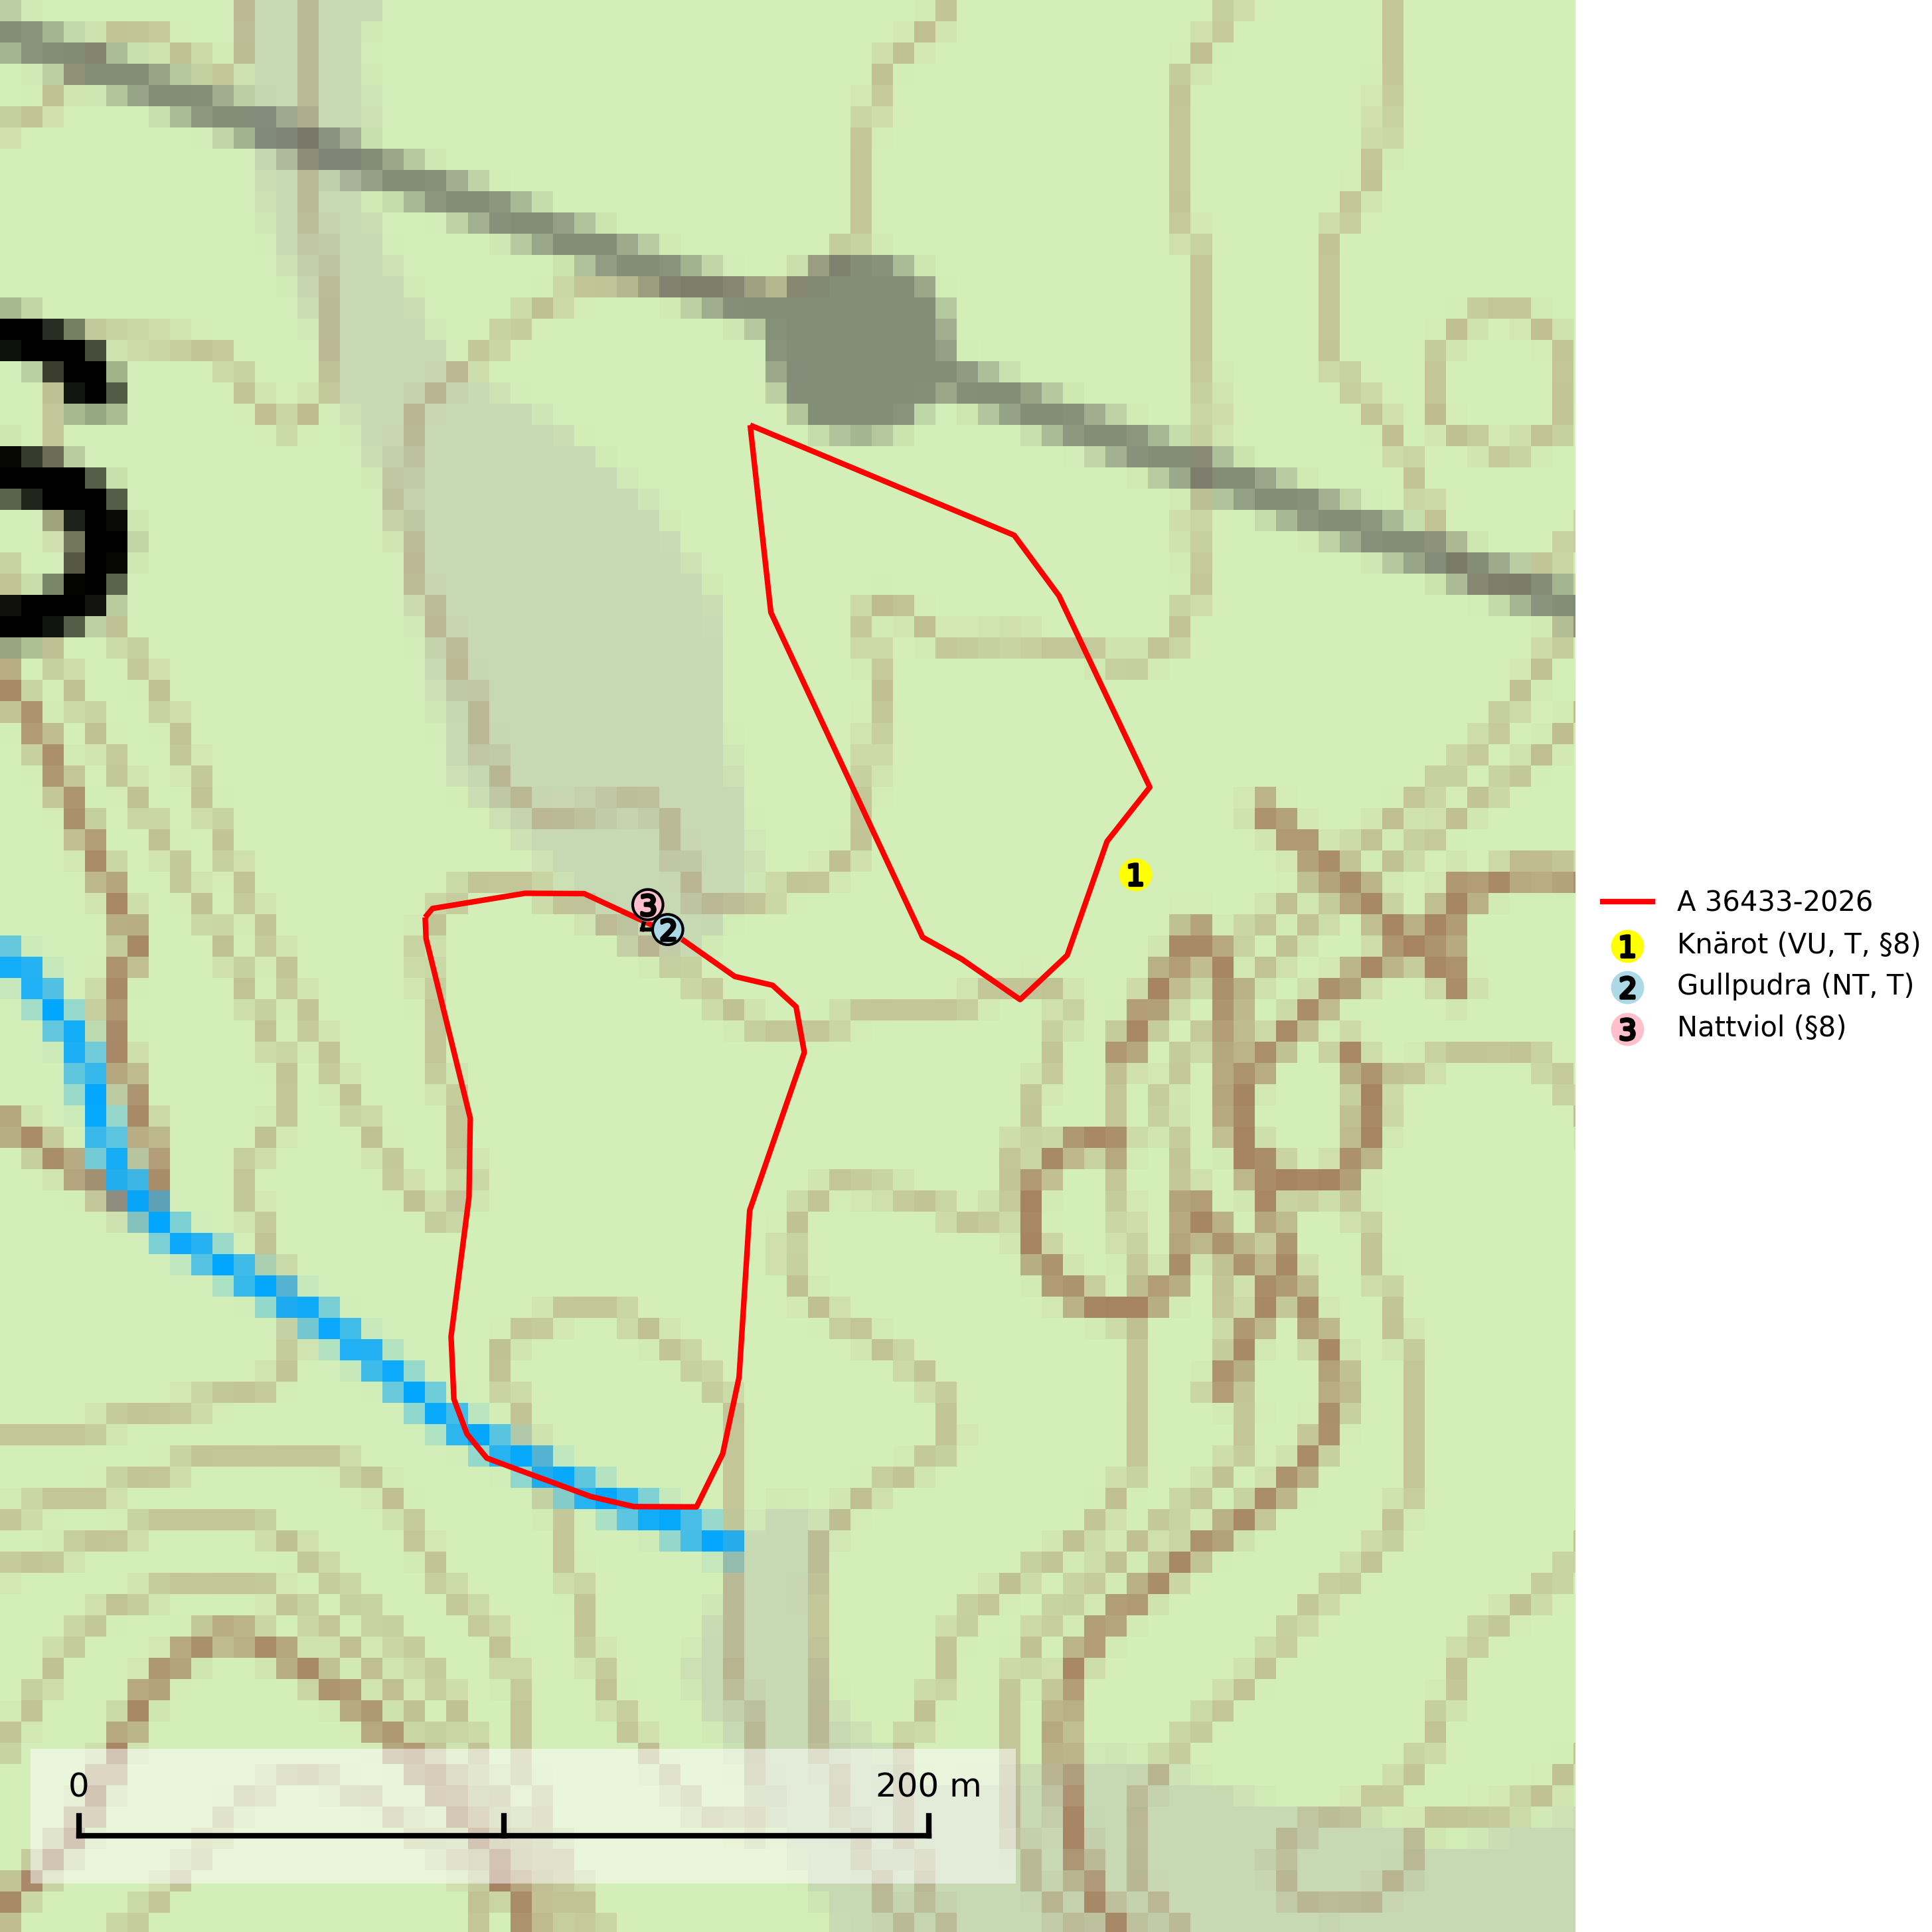 1
3
2
A 36433-2026
1 Knärot (VU, T, §8)
2 Gullpudra (NT, T)
3 Nattviol (§8)
0 200 m